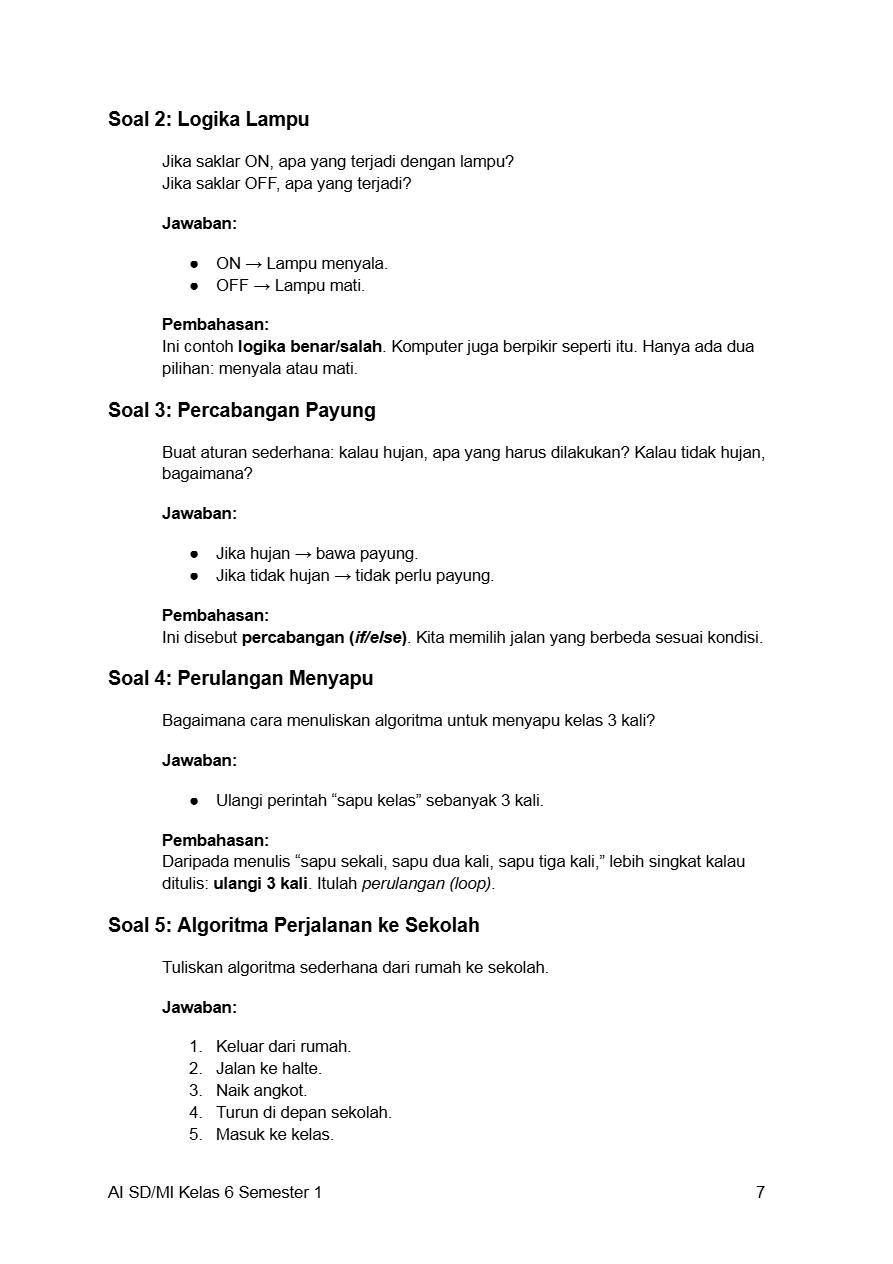 Soal 2: Logika Lampu
Jika saklar ON, apa yang terjadi dengan lampu?
Jika saklar OFF, apa yang terjadi?
Jawaban:
● ON → Lampu menyala.
● OFF → Lampu mati.
Pembahasan:
Ini contoh logika benar/salah. Komputer juga berpikir seperti itu. Hanya ada dua
pilihan: menyala atau mati.
Soal 3: Percabangan Payung
Buat aturan sederhana: kalau hujan, apa yang harus dilakukan? Kalau tidak hujan,
bagaimana?
Jawaban:
● Jika hujan → bawa payung.
● Jika tidak hujan → tidak perlu payung.
Pembahasan:
Ini disebut percabangan (if/else). Kita memilih jalan yang berbeda sesuai kondisi.
Soal 4: Perulangan Menyapu
Bagaimana cara menuliskan algoritma untuk menyapu kelas 3 kali?
Jawaban:
● Ulangi perintah “sapu kelas” sebanyak 3 kali.
Pembahasan:
Daripada menulis “sapu sekali, sapu dua kali, sapu tiga kali,” lebih singkat kalau
ditulis: ulangi 3 kali. Itulah perulangan (loop).
Soal 5: Algoritma Perjalanan ke Sekolah
Tuliskan algoritma sederhana dari rumah ke sekolah.
Jawaban:
1. Keluar dari rumah.
2. Jalan ke halte.
3. Naik angkot.
4. Turun di depan sekolah.
5. Masuk ke kelas.
AI SD/MI Kelas 6 Semester 1 7